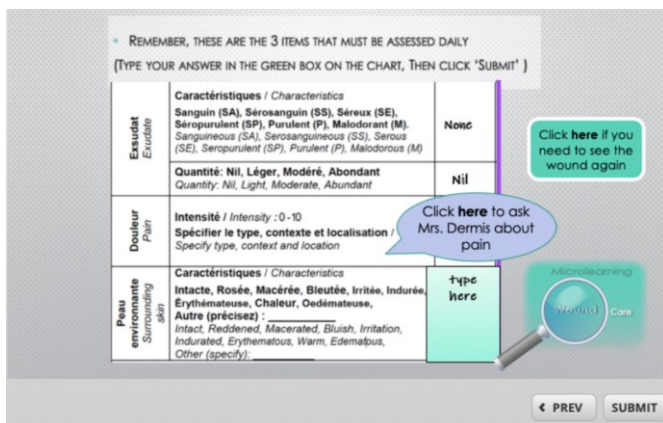 • REMEMBER, THESE ARE THE 3 ITEMS THAT MUST BE ASSESSED DAILY
(TYPE YOUR ANSWER IN THE GREEN BOX ON THE CHART, THEN CLICK 'SUBMIT' )
Exsudat
Exudate
Caractéristiques / Characteristics
Sanguin (SA), Sérosanguin (SS), Séreux (SE),
Séropurulent (SP), Purulent (P), Malodorant (M).
Sanguineous (SA), Serosanguineous (SS), Serous
(SE), Seropurulent (SP), Purulent (P), Malodorous (M)
None
Quantité: Nil, Léger, Modéré, Abondant
Quantity: Nil, Light, Moderate, Abundant
Nil
Click here if you
need to see the
wound again
Douleur
Pain
Intensité / Intensity :0-10
Spécifier le type, contexte et localisation /
Specify type, context and location
Click here to ask
Mrs. Dermis about
pain
Peau
environnante
Surrounding
skin
Caractéristiques / Characteristics
Intacte, Rosée, Macérée, Bleutée, Irritée, Indurée,
Érythémateuse, Chaleur, Oedémateuse,
Autre (précisez) :
Intact, Reddened, Macerated, Bluish, Irritation,
Indurated, Erythematous, Warm, Edematous,
Other (specify):
type
here
Microlearning
Wound Care
PREV
SUBMIT